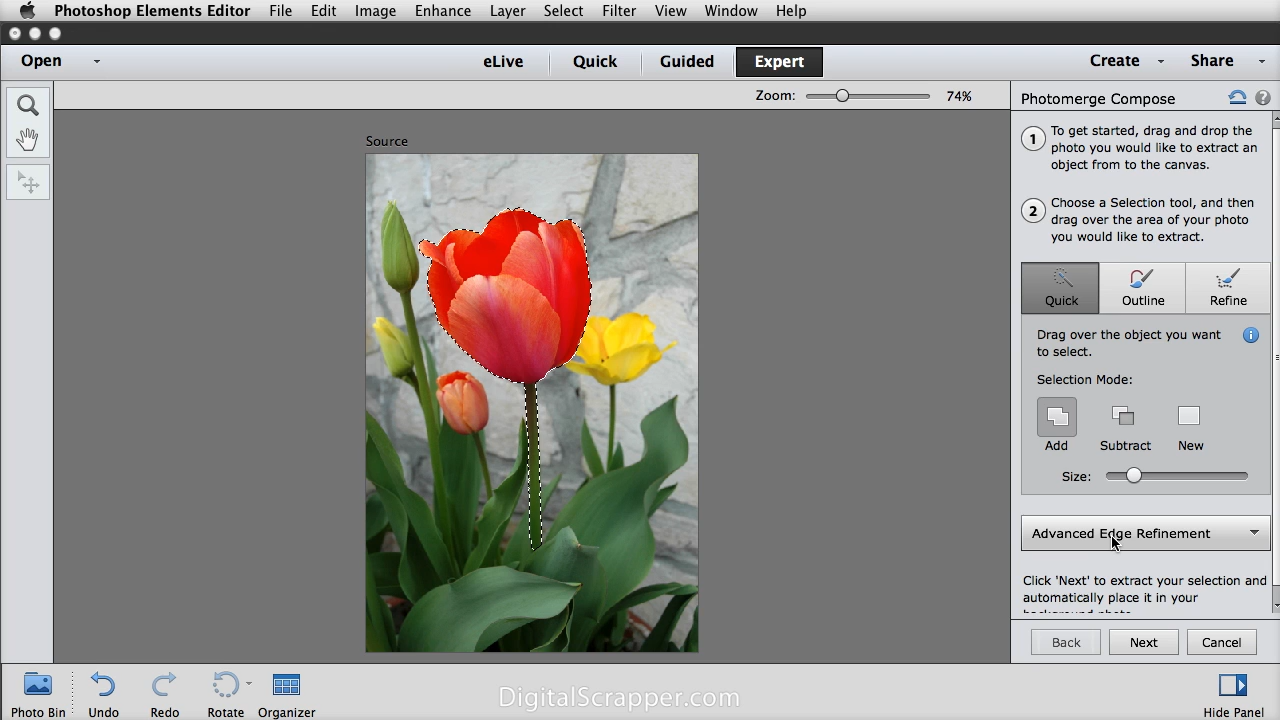 Photoshop Elements Editor File Edit Image Enhance Layer Select Filter View Window Help
Open eLive Quick Guided Expert Create Share
Zoom: 74%
Source
Photomerge Compose
1 To get started, drag and drop the
photo you would like to extract an
object from to the canvas.
2 Choose a Selection tool, and then
drag over the area of your photo
you would like to extract.
Quick Outline Refine
Drag over the object you want
to select.
Selection Mode:
Add Subtract New
Size:
Advanced Edge Refinement
Click 'Next' to extract your selection and
automatically place it in your
background photo.
Back Next Cancel
DigitalScrapper.com
Photo Bin Undo Redo Rotate Organizer Hide Panel